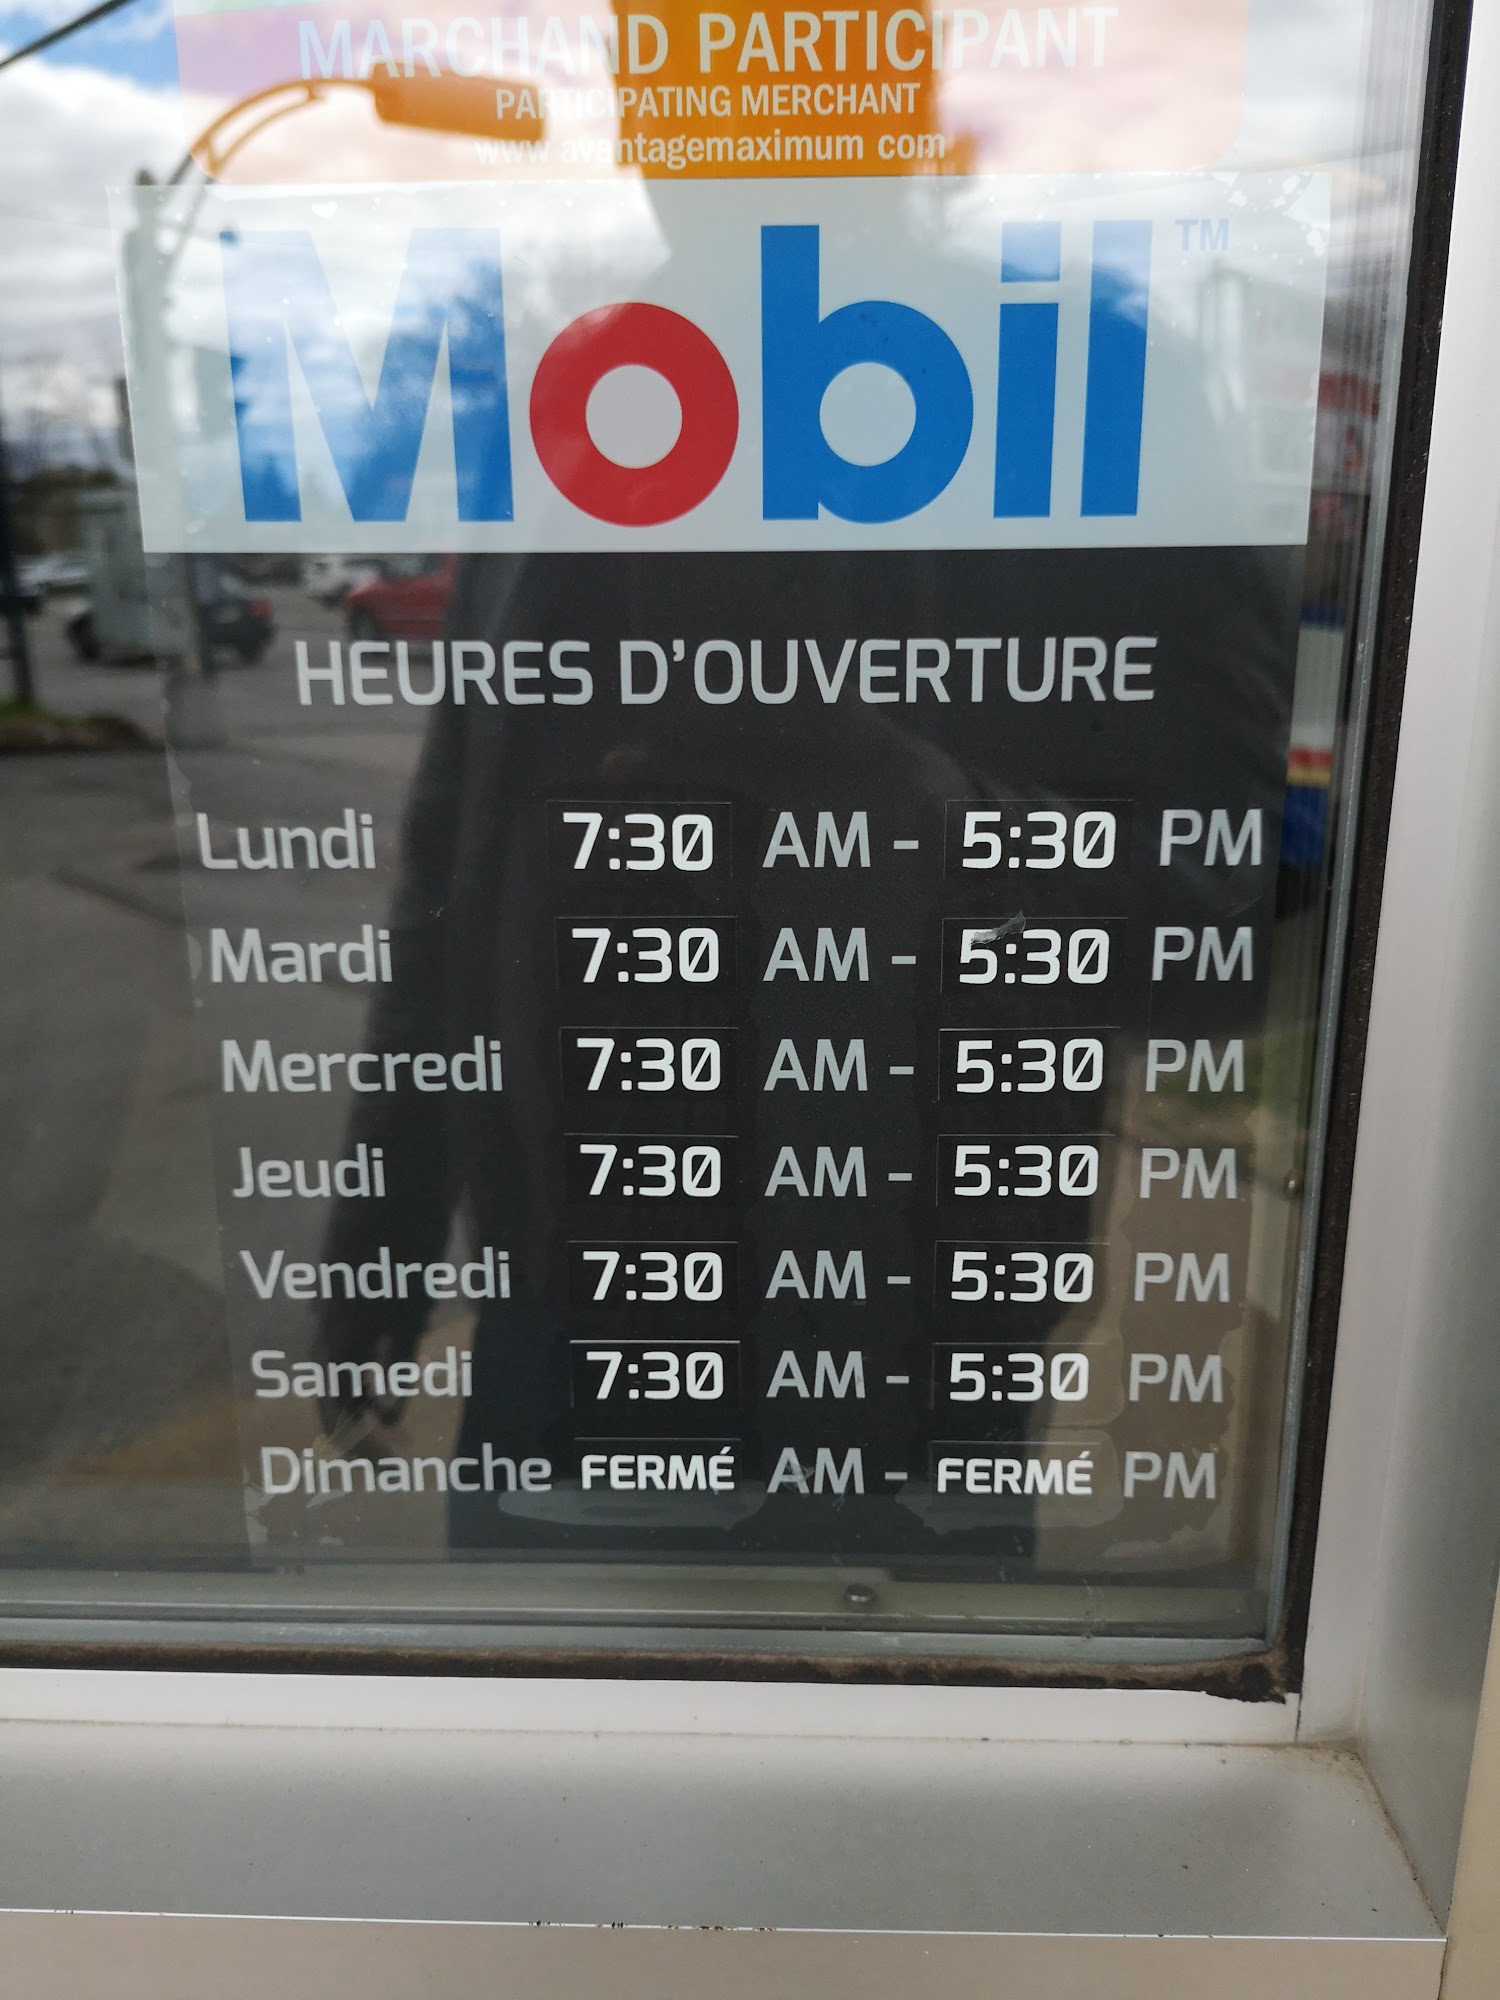 MARCHAND PARTICIPANT
PARTICIPATING MERCHANT
www avantagemaximum com
Mobil TM
HEURES D'OUVERTURE
Lundi 7:30 AM - 5:30 PM
Mardi 7:30 AM - 5:30 PM
Mercredi 7:30 AM - 5:30 PM
Jeudi 7:30 AM - 5:30 PM
Vendredi 7:30 AM - 5:30 PM
Samedi 7:30 AM - 5:30 PM
Dimanche FERMÉ AM - FERMÉ PM